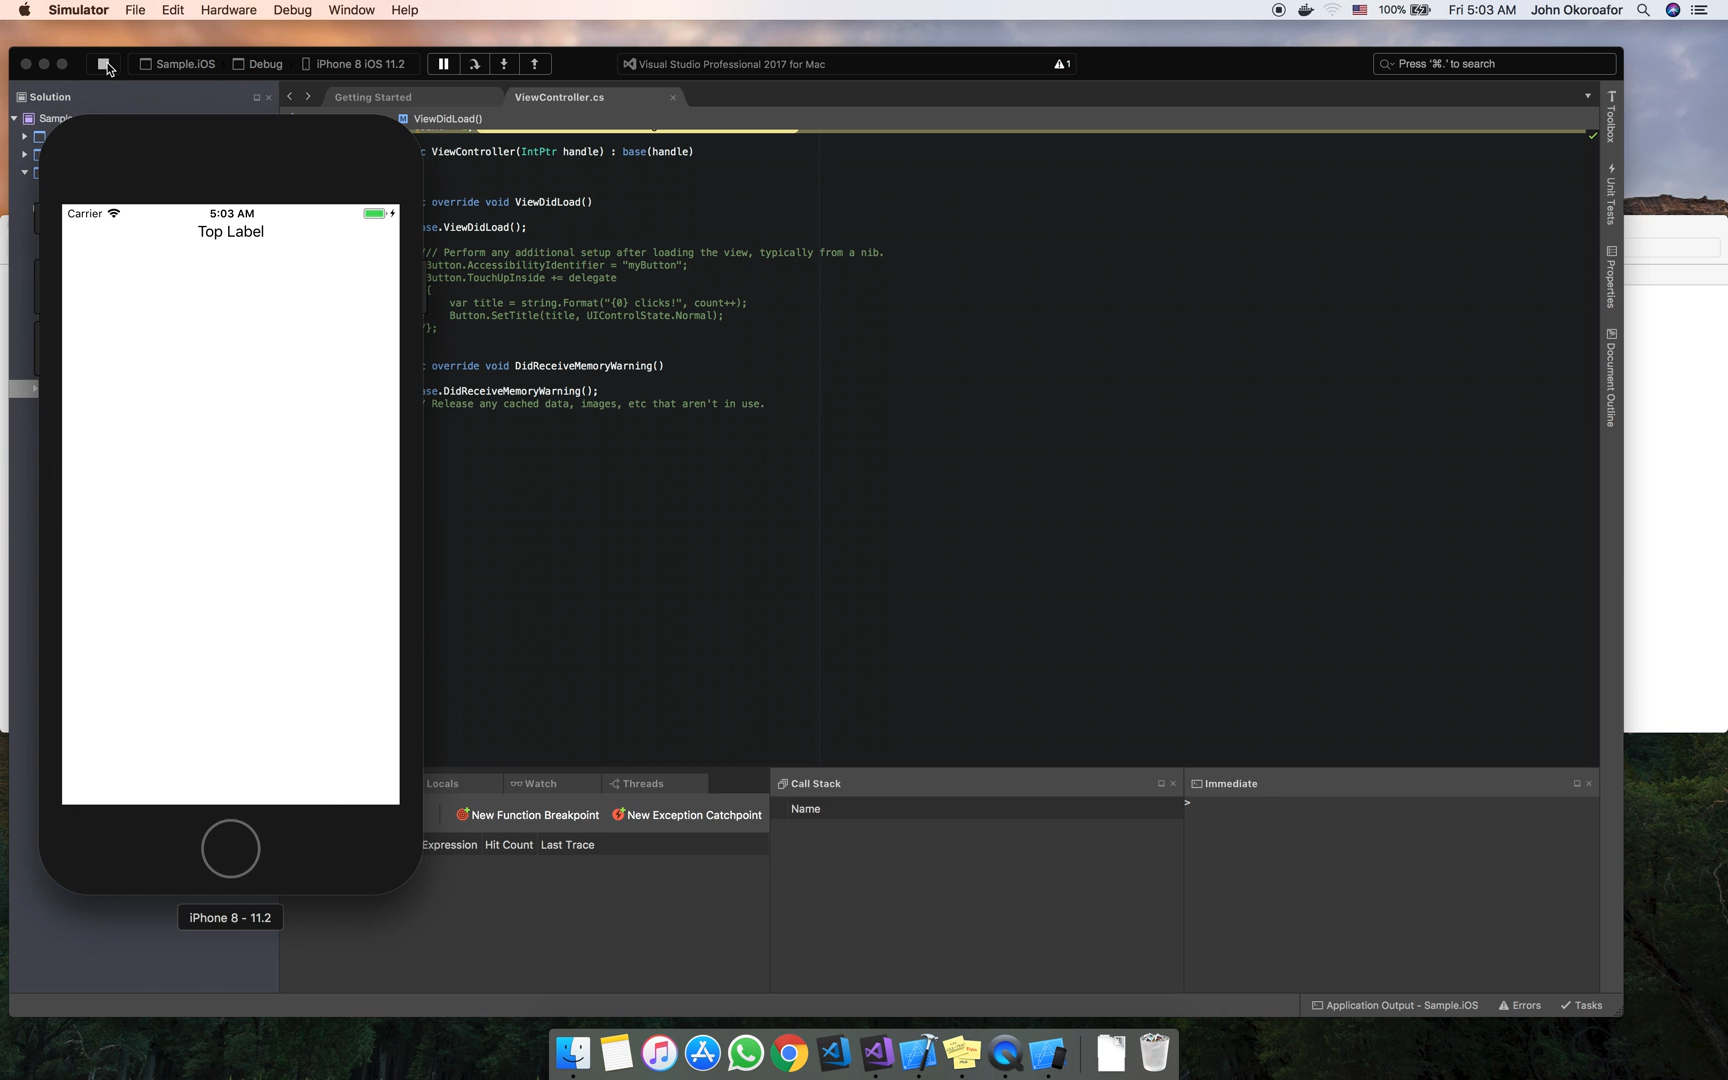 Simulator File Edit Hardware Debug Window Help 100% Fri 5:03 AM John Okoroafor
Sample.iOS Debug iPhone 8 iOS 11.2 Visual Studio Professional 2017 for Mac 1 Press '⌘.' to search
Solution Getting Started ViewController.cs
Sample M ViewDidLoad()
c ViewController(IntPtr handle) : base(handle)
override void ViewDidLoad()
se.ViewDidLoad();
// Perform any additional setup after loading the view, typically from a nib.
Button.AccessibilityIdentifier = "myButton";
Button.TouchUpInside += delegate
{
var title = string.Format("{0} clicks!", count++);
Button.SetTitle(title, UIControlState.Normal);
/};
override void DidReceiveMemoryWarning()
se.DidReceiveMemoryWarning();
/ Release any cached data, images, etc that aren't in use.
Carrier 5:03 AM
Top Label
iPhone 8 - 11.2
Toolbox
Unit Tests
Properties
Document Outline
Locals Watch Threads
New Function Breakpoint New Exception Catchpoint
Expression Hit Count Last Trace
Call Stack
Name
Immediate
>
Application Output - Sample.iOS Errors Tasks